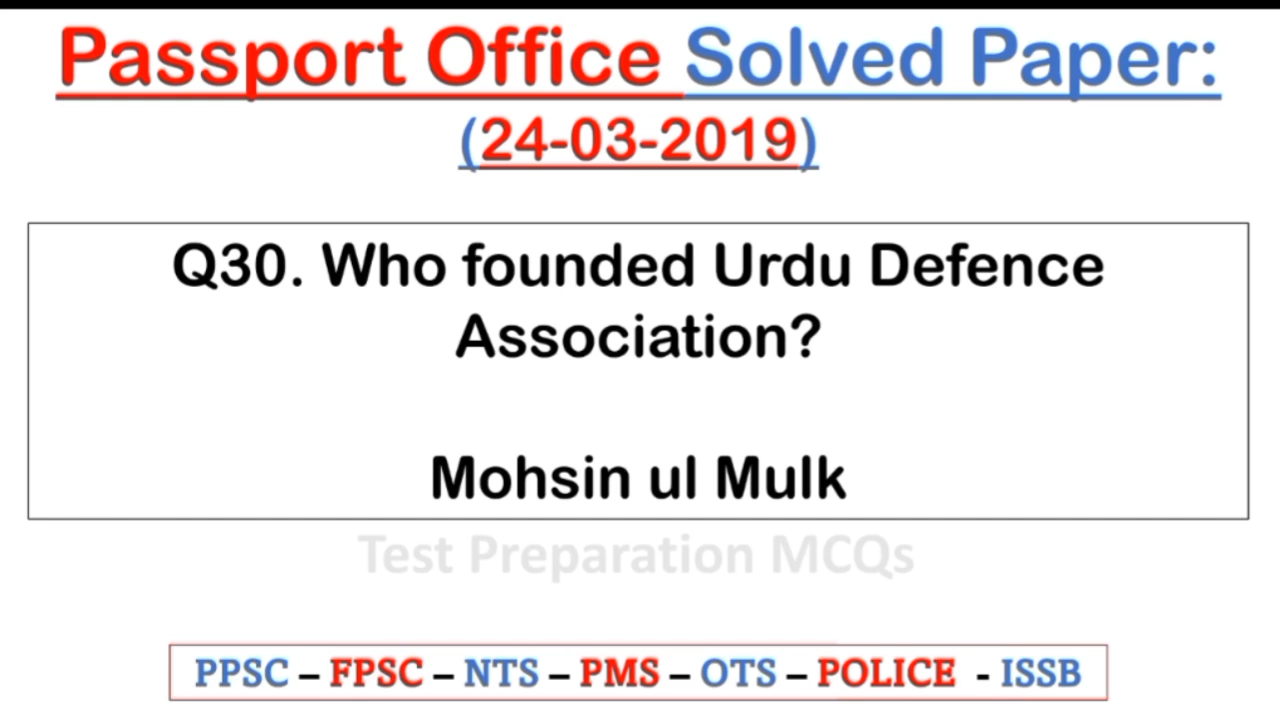 Passport Office Solved Paper:
(24-03-2019)
Q30. Who founded Urdu Defence
Association?
Mohsin ul Mulk
Test Preparation MCQs
PPSC – FPSC – NTS – PMS – OTS – POLICE - ISSB